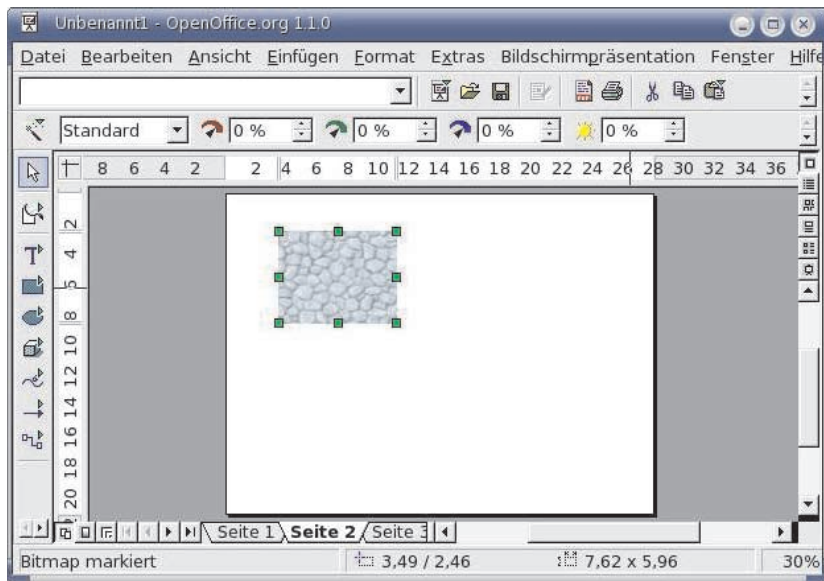 Unbenannt1 - OpenOffice.org 1.1.0
Datei Bearbeiten Ansicht Einfügen Format Extras Bildschirmpräsentation Fenster Hilfe
Standard 0 % 0 % 0 % 0 %
8 6 4 2 2 4 6 8 10 12 14 16 18 20 22 24 26 28 30 32 34 36
2
4
8
10
12
14
16
18
20
Seite 1 Seite 2 Seite 3
Bitmap markiert 3,49 / 2,46 7,62 x 5,96 30%